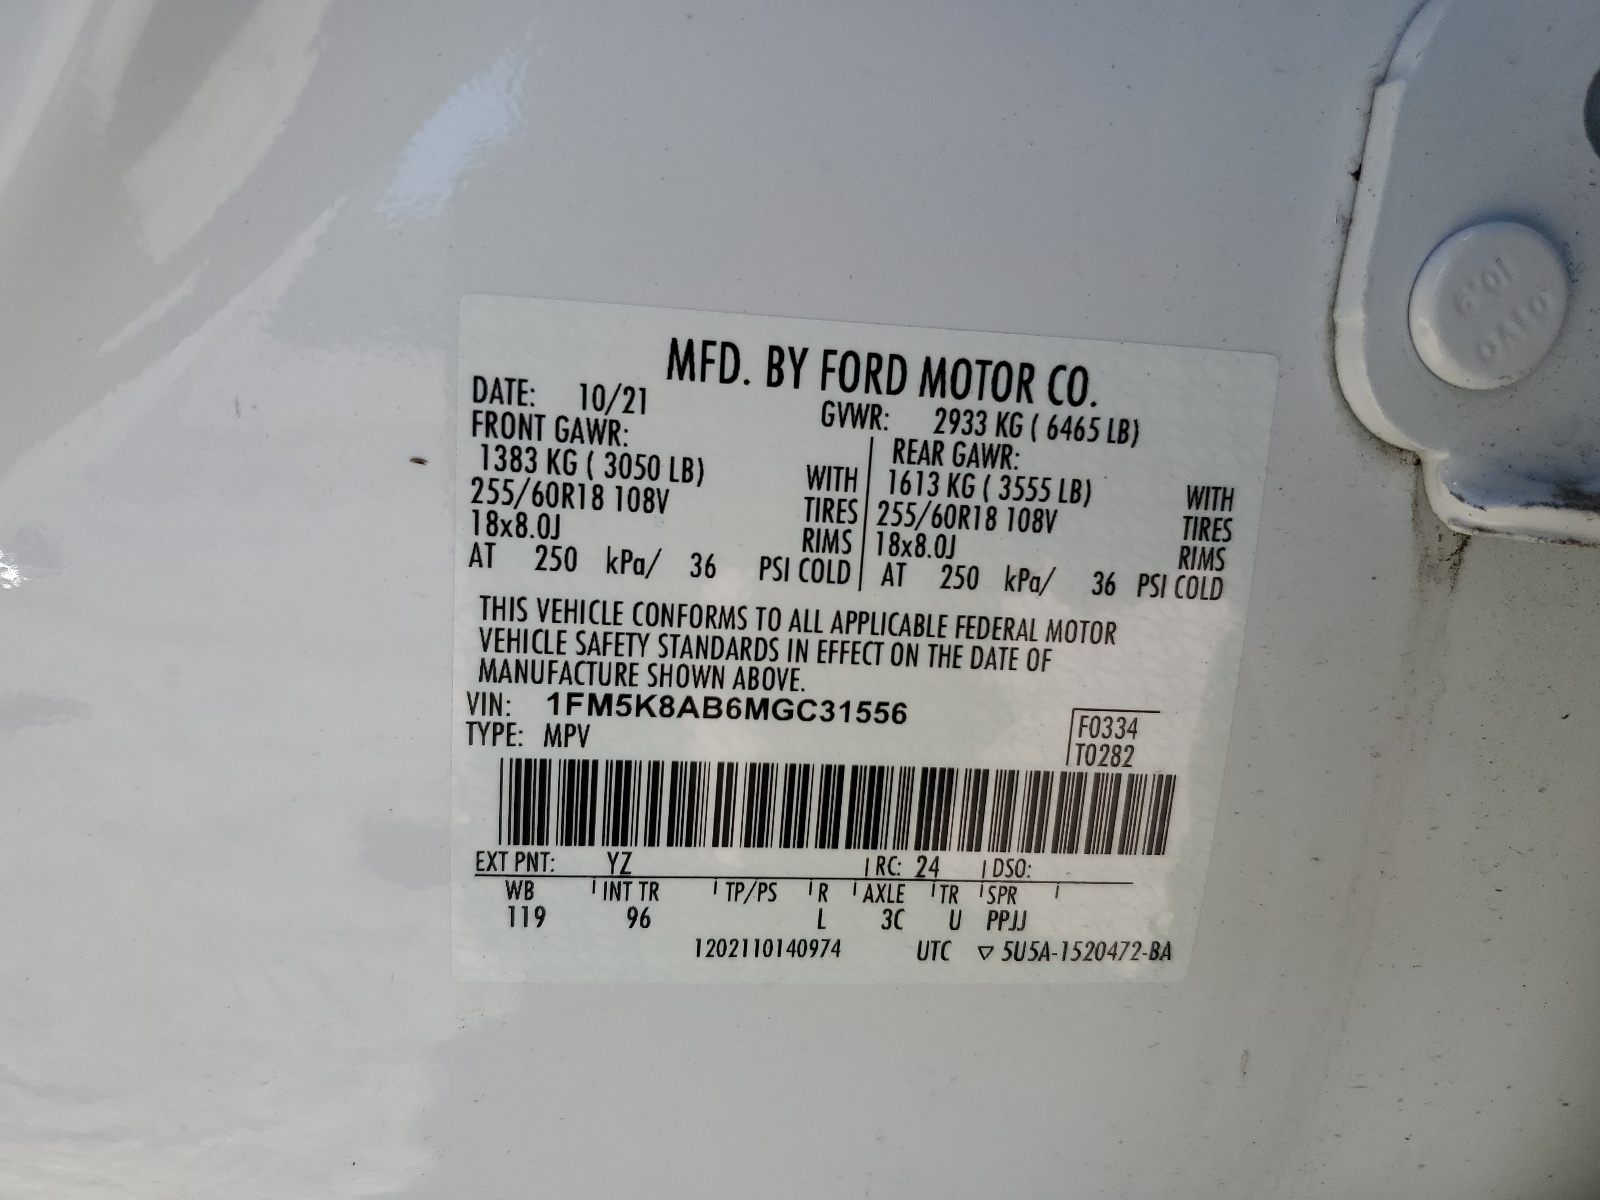 MFD. BY FORD MOTOR CO.
DATE: 10/21 GVWR: 2933 KG ( 6465 LB)
FRONT GAWR: REAR GAWR:
1383 KG ( 3050 LB) WITH 1613 KG ( 3555 LB) WITH
255/60R18 108V TIRES 255/60R18 108V TIRES
18x8.0J RIMS 18x8.0J RIMS
AT 250 kPa/ 36 PSI COLD AT 250 kPa/ 36 PSI COLD
THIS VEHICLE CONFORMS TO ALL APPLICABLE FEDERAL MOTOR
VEHICLE SAFETY STANDARDS IN EFFECT ON THE DATE OF
MANUFACTURE SHOWN ABOVE.
VIN: 1FM5K8AB6MGC31556
TYPE: MPV
F0334
T0282
EXT PNT: YZ RC: 24 DSO:
WB INT TR TP/PS R AXLE TR SPR
119 96 L 3C U PPJJ
1202110140974 UTC ▽ 5U5A-1520472-BA
10.9